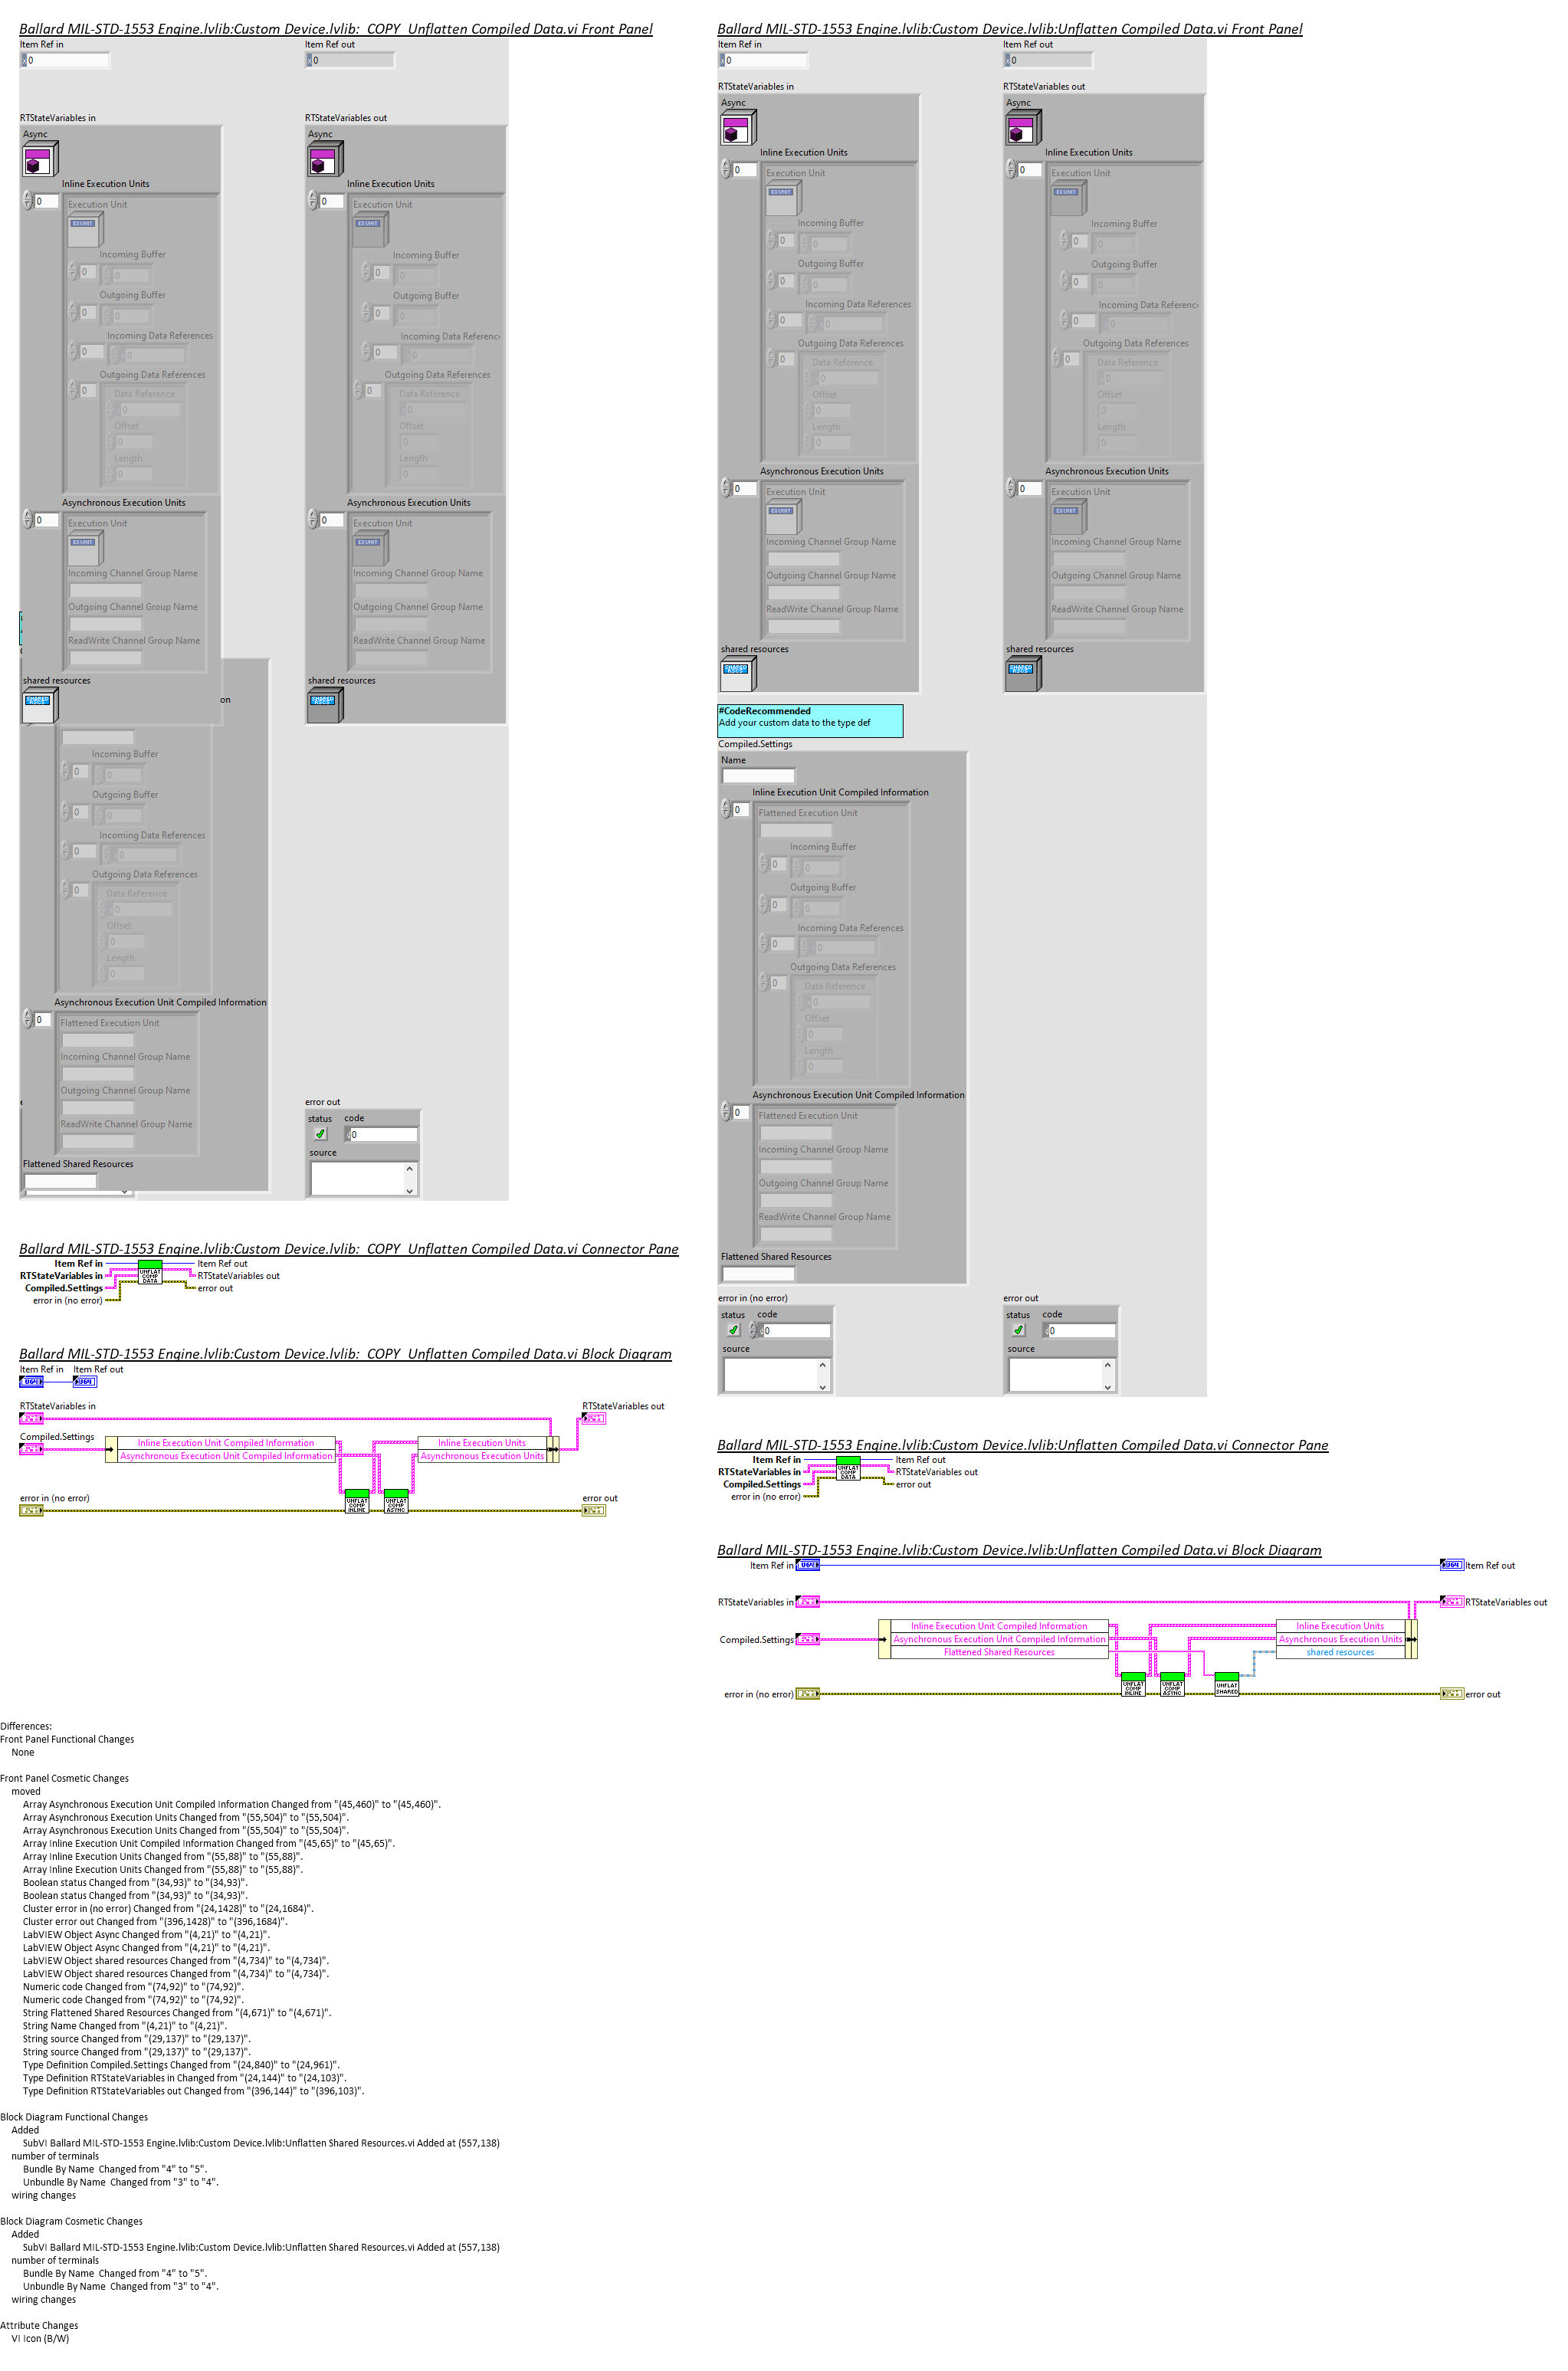 Ballard MIL-STD-1553 Engine.lvlib:Custom Device.lvlib:_COPY_Unflatten Compiled Data.vi Front Panel
Item Ref in
Item Ref out
0
0
RTStateVariables in
RTStateVariables out
Async
Async
Inline Execution Units
Inline Execution Units
0
0
Execution Unit
Execution Unit
EX UNIT
EX UNIT
Incoming Buffer
Incoming Buffer
0
0
0
0
Outgoing Buffer
Outgoing Buffer
0
0
0
0
Incoming Data References
Incoming Data Referenc
0
0
0
0
Outgoing Data References
Outgoing Data References
0
0
Data Reference
Data Reference
0
0
Offset
Offset
0
0
Length
Length
0
0
Asynchronous Execution Units
Asynchronous Execution Units
0
0
Execution Unit
Execution Unit
EX UNIT
EX UNIT
Incoming Channel Group Name
Incoming Channel Group Name
Outgoing Channel Group Name
Outgoing Channel Group Name
ReadWrite Channel Group Name
ReadWrite Channel Group Name
shared resources
shared resources
on
Incoming Buffer
0
0
Outgoing Buffer
0
0
Incoming Data References
0
0
Outgoing Data References
0
Data Reference
0
Offset
0
Length
0
Asynchronous Execution Unit Compiled Information
0
Flattened Execution Unit
Incoming Channel Group Name
Outgoing Channel Group Name
ReadWrite Channel Group Name
Flattened Shared Resources
error out
status code
0
source
Ballard MIL-STD-1553 Engine.lvlib:Custom Device.lvlib:_COPY_Unflatten Compiled Data.vi Connector Pane
Item Ref in
Item Ref out
RTStateVariables in
RTStateVariables out
Compiled.Settings
error out
error in (no error)
UNFLAT
COMP
DATA
Ballard MIL-STD-1553 Engine.lvlib:Custom Device.lvlib:_COPY_Unflatten Compiled Data.vi Block Diagram
Item Ref in Item Ref out
U64 U64
RTStateVariables in
RTStateVariables out
Compiled.Settings
Inline Execution Unit Compiled Information
Inline Execution Units
Asynchronous Execution Unit Compiled Information
Asynchronous Execution Units
error in (no error)
error out
UNFLAT
COMP
INLINE
UNFLAT
COMP
ASYNC
Ballard MIL-STD-1553 Engine.lvlib:Custom Device.lvlib:Unflatten Compiled Data.vi Front Panel
Item Ref in
Item Ref out
0
0
RTStateVariables in
RTStateVariables out
Async
Async
Inline Execution Units
Inline Execution Units
0
0
Execution Unit
Execution Unit
EX UNIT
EX UNIT
Incoming Buffer
Incoming Buffer
0
0
0
0
Outgoing Buffer
Outgoing Buffer
0
0
0
0
Incoming Data References
Incoming Data Referenc
0
0
0
0
Outgoing Data References
Outgoing Data References
0
0
Data Reference
Data Reference
0
0
Offset
Offset
0
0
Length
Length
0
0
Asynchronous Execution Units
Asynchronous Execution Units
0
0
Execution Unit
Execution Unit
EX UNIT
EX UNIT
Incoming Channel Group Name
Incoming Channel Group Name
Outgoing Channel Group Name
Outgoing Channel Group Name
ReadWrite Channel Group Name
ReadWrite Channel Group Name
shared resources
shared resources
#CodeRecommended
Add your custom data to the type def
Compiled.Settings
Name
Inline Execution Unit Compiled Information
0
Flattened Execution Unit
Incoming Buffer
0
0
Outgoing Buffer
0
0
Incoming Data References
0
0
Outgoing Data References
0
Data Reference
0
Offset
0
Length
0
Asynchronous Execution Unit Compiled Information
0
Flattened Execution Unit
Incoming Channel Group Name
Outgoing Channel Group Name
ReadWrite Channel Group Name
Flattened Shared Resources
error in (no error)
error out
status code
status code
0
0
source
source
Ballard MIL-STD-1553 Engine.lvlib:Custom Device.lvlib:Unflatten Compiled Data.vi Connector Pane
Item Ref in
Item Ref out
RTStateVariables in
RTStateVariables out
Compiled.Settings
error out
error in (no error)
UNFLAT
COMP
DATA
Ballard MIL-STD-1553 Engine.lvlib:Custom Device.lvlib:Unflatten Compiled Data.vi Block Diagram
Item Ref in U64
U64 Item Ref out
RTStateVariables in
RTStateVariables out
Compiled.Settings
Inline Execution Unit Compiled Information
Inline Execution Units
Asynchronous Execution Unit Compiled Information
Asynchronous Execution Units
Flattened Shared Resources
shared resources
error in (no error)
error out
UNFLAT
COMP
INLINE
UNFLAT
COMP
ASYNC
UNFLAT
SHARED
Differences:
Front Panel Functional Changes
None
Front Panel Cosmetic Changes
moved
Array Asynchronous Execution Unit Compiled Information Changed from "(45,460)" to "(45,460)".
Array Asynchronous Execution Units Changed from "(55,504)" to "(55,504)".
Array Asynchronous Execution Units Changed from "(55,504)" to "(55,504)".
Array Inline Execution Unit Compiled Information Changed from "(45,65)" to "(45,65)".
Array Inline Execution Units Changed from "(55,88)" to "(55,88)".
Array Inline Execution Units Changed from "(55,88)" to "(55,88)".
Boolean status Changed from "(34,93)" to "(34,93)".
Boolean status Changed from "(34,93)" to "(34,93)".
Cluster error in (no error) Changed from "(24,1428)" to "(24,1684)".
Cluster error out Changed from "(396,1428)" to "(396,1684)".
LabVIEW Object Async Changed from "(4,21)" to "(4,21)".
LabVIEW Object Async Changed from "(4,21)" to "(4,21)".
LabVIEW Object shared resources Changed from "(4,734)" to "(4,734)".
LabVIEW Object shared resources Changed from "(4,734)" to "(4,734)".
Numeric code Changed from "(74,92)" to "(74,92)".
Numeric code Changed from "(74,92)" to "(74,92)".
String Flattened Shared Resources Changed from "(4,671)" to "(4,671)".
String Name Changed from "(4,21)" to "(4,21)".
String source Changed from "(29,137)" to "(29,137)".
String source Changed from "(29,137)" to "(29,137)".
Type Definition Compiled.Settings Changed from "(24,840)" to "(24,961)".
Type Definition RTStateVariables in Changed from "(24,144)" to "(24,103)".
Type Definition RTStateVariables out Changed from "(396,144)" to "(396,103)".
Block Diagram Functional Changes
Added
SubVI Ballard MIL-STD-1553 Engine.lvlib:Custom Device.lvlib:Unflatten Shared Resources.vi Added at (557,138)
number of terminals
Bundle By Name  Changed from "4" to "5".
Unbundle By Name  Changed from "3" to "4".
wiring changes
Block Diagram Cosmetic Changes
Added
SubVI Ballard MIL-STD-1553 Engine.lvlib:Custom Device.lvlib:Unflatten Shared Resources.vi Added at (557,138)
number of terminals
Bundle By Name  Changed from "4" to "5".
Unbundle By Name  Changed from "3" to "4".
wiring changes
Attribute Changes
VI Icon (B/W)